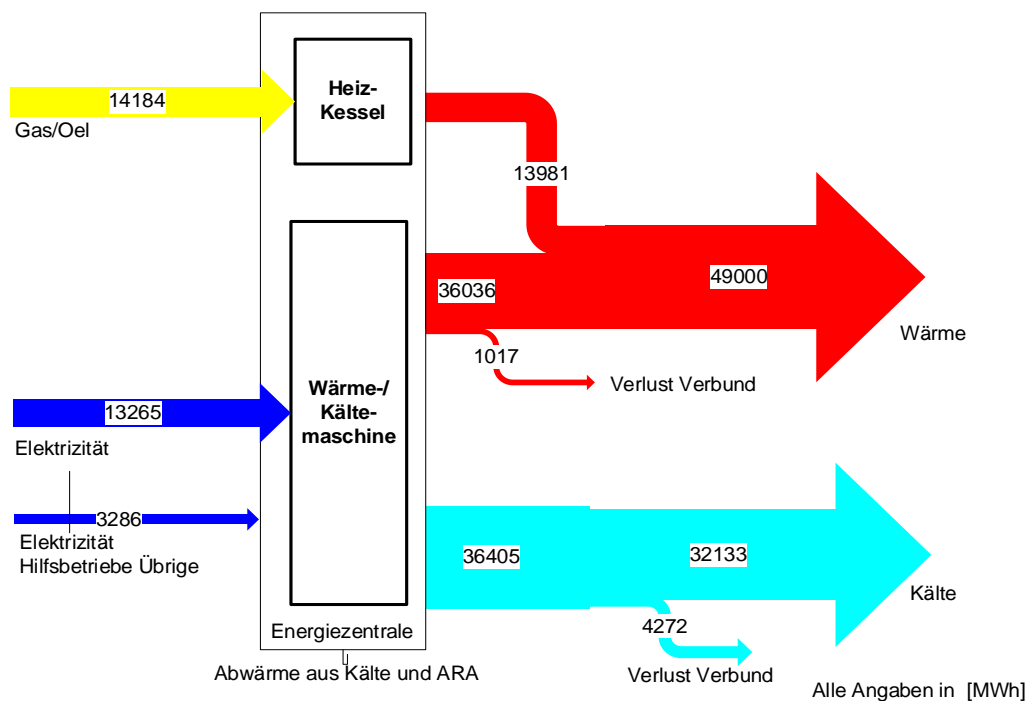 Heiz-
Kessel
14184
Gas/Oel
13981
36036
49000
Wärme
1017
Verlust Verbund
Wärme-/
Kälte-
maschine
13265
Elektrizität
3286
Elektrizität
Hilfsbetriebe Übrige
36405
32133
Kälte
4272
Verlust Verbund
Energiezentrale
Abwärme aus Kälte und ARA
Alle Angaben in [MWh]